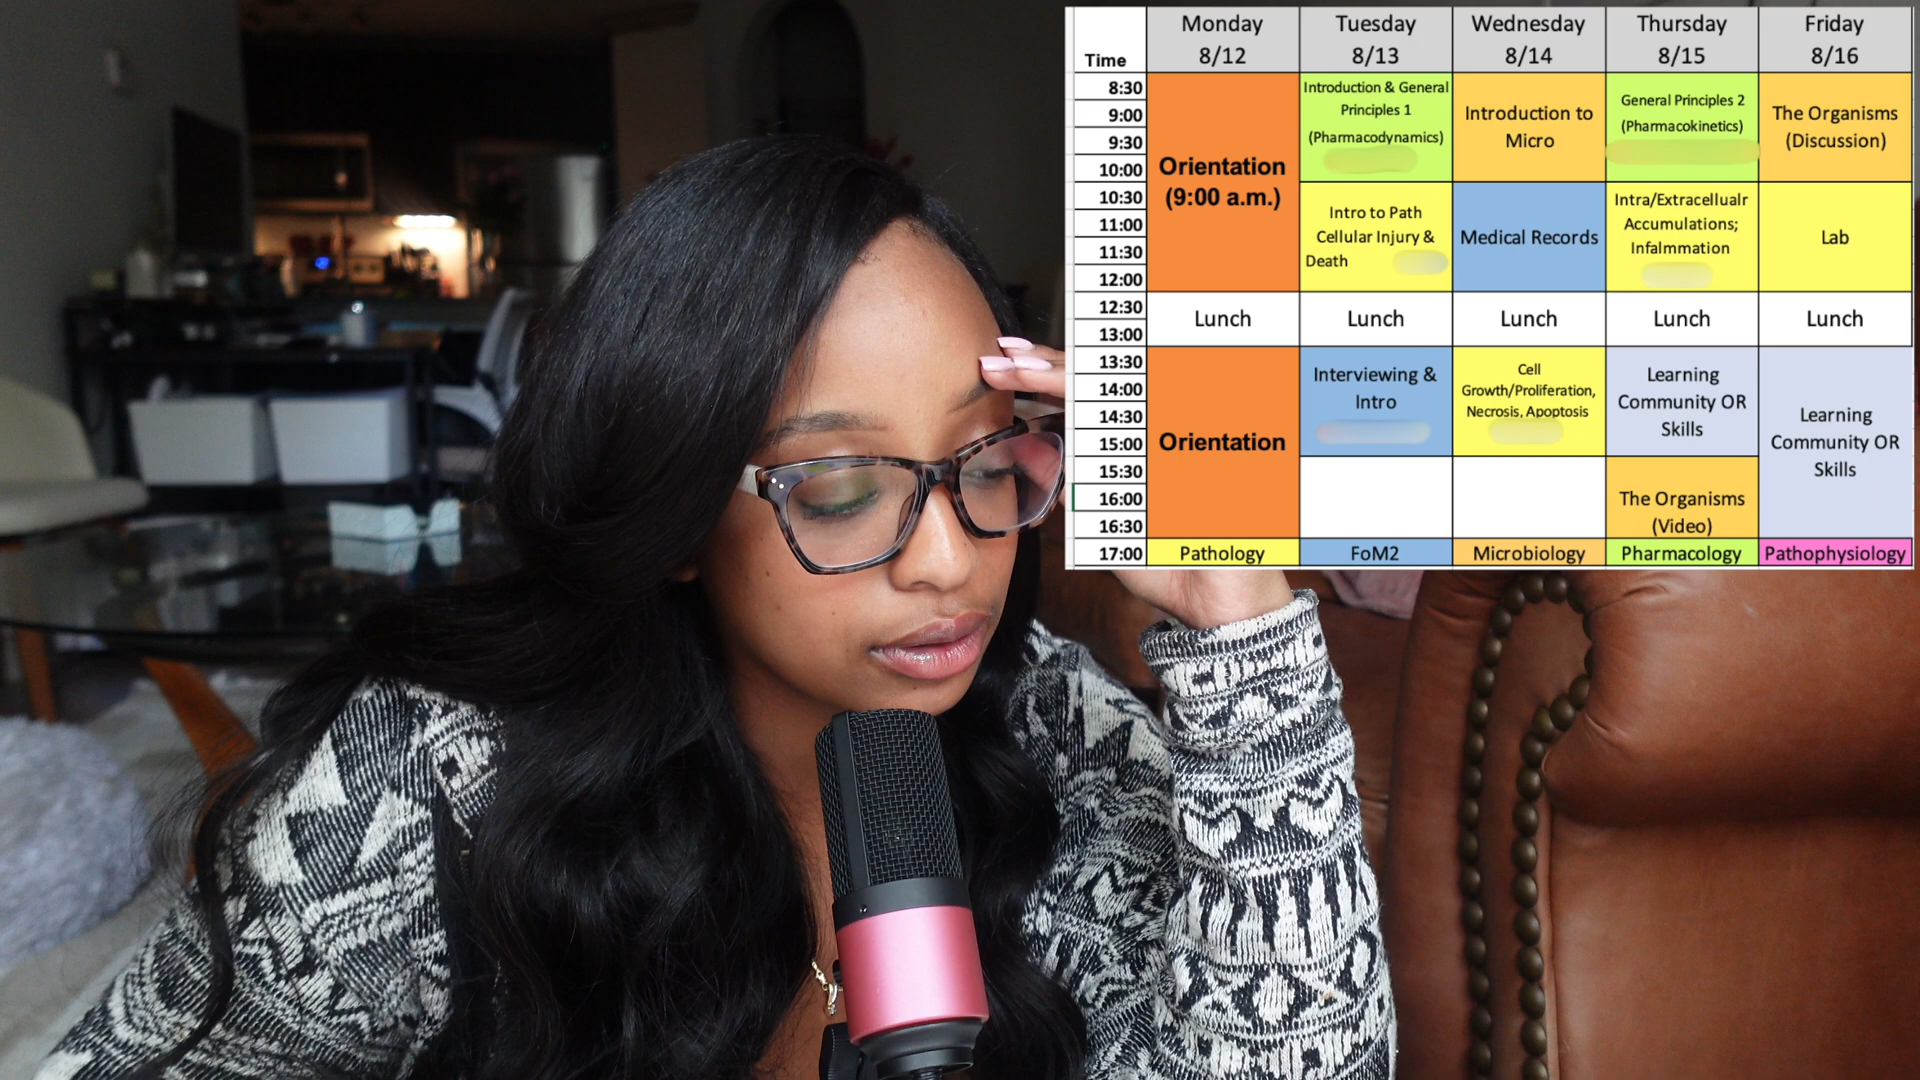 Monday Tuesday Wednesday Thursday Friday
Time 8/12 8/13 8/14 8/15 8/16
8:30
9:00
9:30
10:00
10:30
11:00
11:30
12:00
12:30
13:00
13:30
14:00
14:30
15:00
15:30
16:00
16:30
17:00
Orientation
(9:00 a.m.)
Lunch
Orientation
Pathology
Introduction & General
Principles 1
(Pharmacodynamics)
Intro to Path
Cellular Injury &
Death
Lunch
Interviewing &
Intro
FoM2
Introduction to
Micro
Medical Records
Lunch
Cell
Growth/Proliferation,
Necrosis, Apoptosis
Microbiology
General Principles 2
(Pharmacokinetics)
Intra/Extracellualr
Accumulations;
Infalmmation
Lunch
Learning
Community OR
Skills
The Organisms
(Video)
Pharmacology
The Organisms
(Discussion)
Lab
Lunch
Learning
Community OR
Skills
Pathophysiology